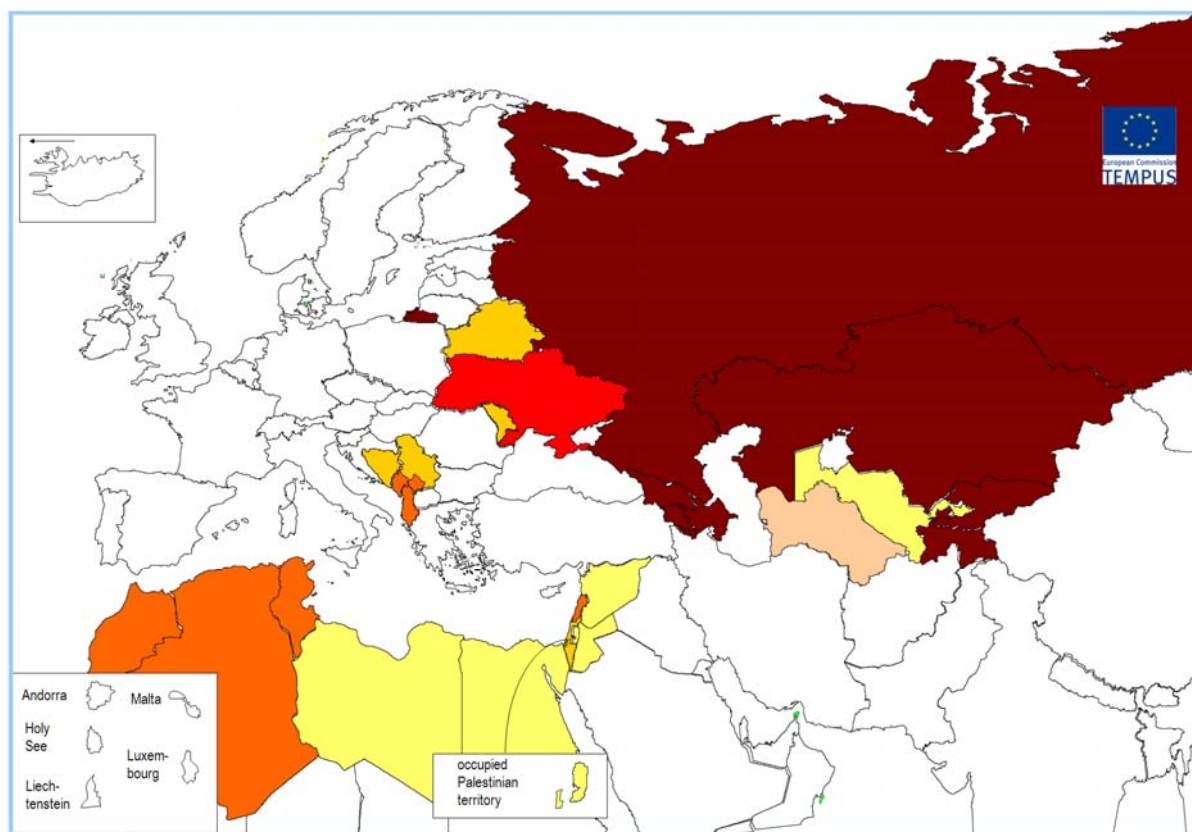 European Commission
TEMPUS
Andorra
Malta
Holy
See
Luxem-
bourg
Liech-
tenstein
occupied
Palestinian
territory